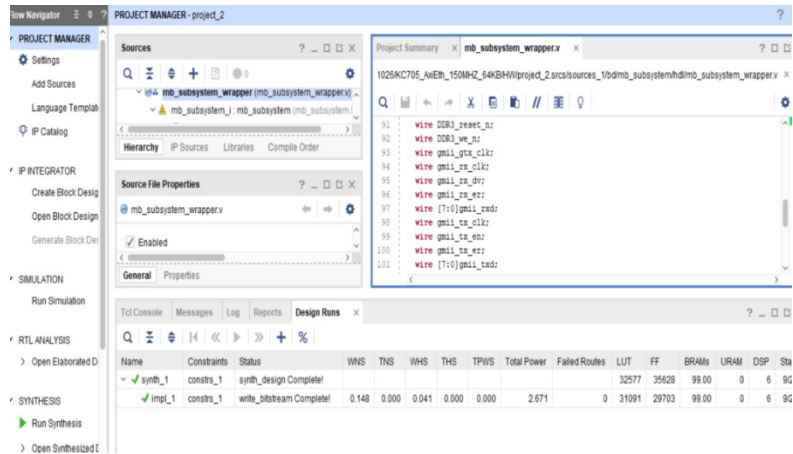 Flow Navigator
PROJECT MANAGER - project_2
PROJECT MANAGER
Settings
Add Sources
Language Templat
IP Catalog
IP INTEGRATOR
Create Block Desig
Open Block Design
Generate Block Des
SIMULATION
Run Simulation
RTL ANALYSIS
Open Elaborated D
SYNTHESIS
Run Synthesis
Open Synthesized D
Sources
0
mb_subsystem_wrapper (mb_subsystem_wrapper.v)
mb_subsystem_i : mb_subsystem (mb_subsystem.
Hierarchy IP Sources Libraries Compile Order
Source File Properties
mb_subsystem_wrapper.v
Enabled
General Properties
Project Summary × mb_subsystem_wrapper.v ×
1026/KC705_AxiEth_150MHZ_64KB/HW/project_2.srcs/sources_1/bd/mb_subsystem/hdl/mb_subsystem_wrapper.v ×
91 wire DDR3_reset_n;
92 wire DDR3_we_n;
93 wire gmii_gtx_clk;
94 wire gmii_rx_clk;
95 wire gmii_rx_dv;
96 wire gmii_rx_er;
97 wire [7:0]gmii_rxd;
98 wire gmii_tx_clk;
99 wire gmii_tx_en;
100 wire gmii_tx_er;
101 wire [7:0]gmii_txd;
Tcl Console Messages Log Reports Design Runs ×
Name Constraints Status WNS TNS WHS THS TPWS Total Power Failed Routes LUT FF BRAMs URAM DSP Sta
synth_1 constrs_1 synth_design Complete! 32577 35628 99.00 0 6 9/2
impl_1 constrs_1 write_bitstream Complete! 0.148 0.000 0.041 0.000 0.000 2.671 0 31091 29703 99.00 0 6 9/2